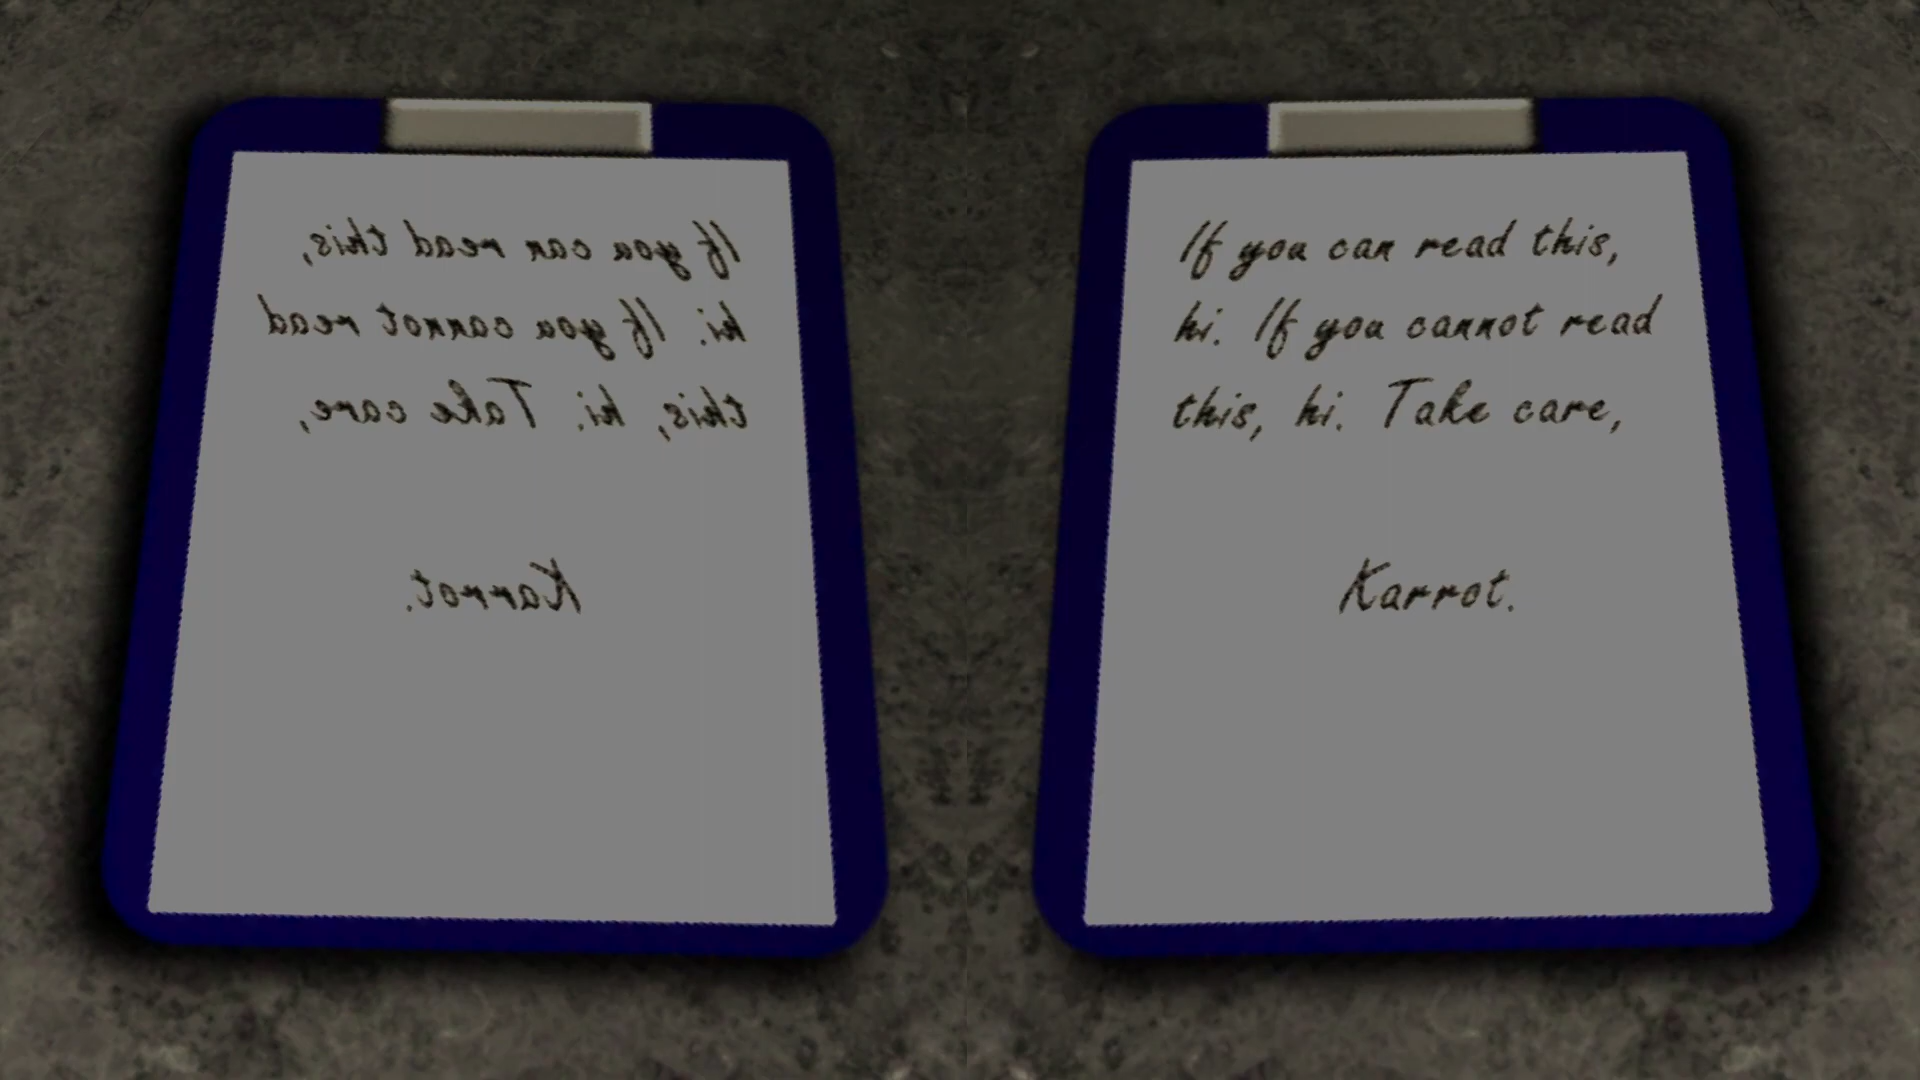 If you can read this,
hi. If you cannot read
this, hi. Take care,
Karrot.
If you can read this,
hi. If you cannot read
this, hi. Take care,
Karrot.